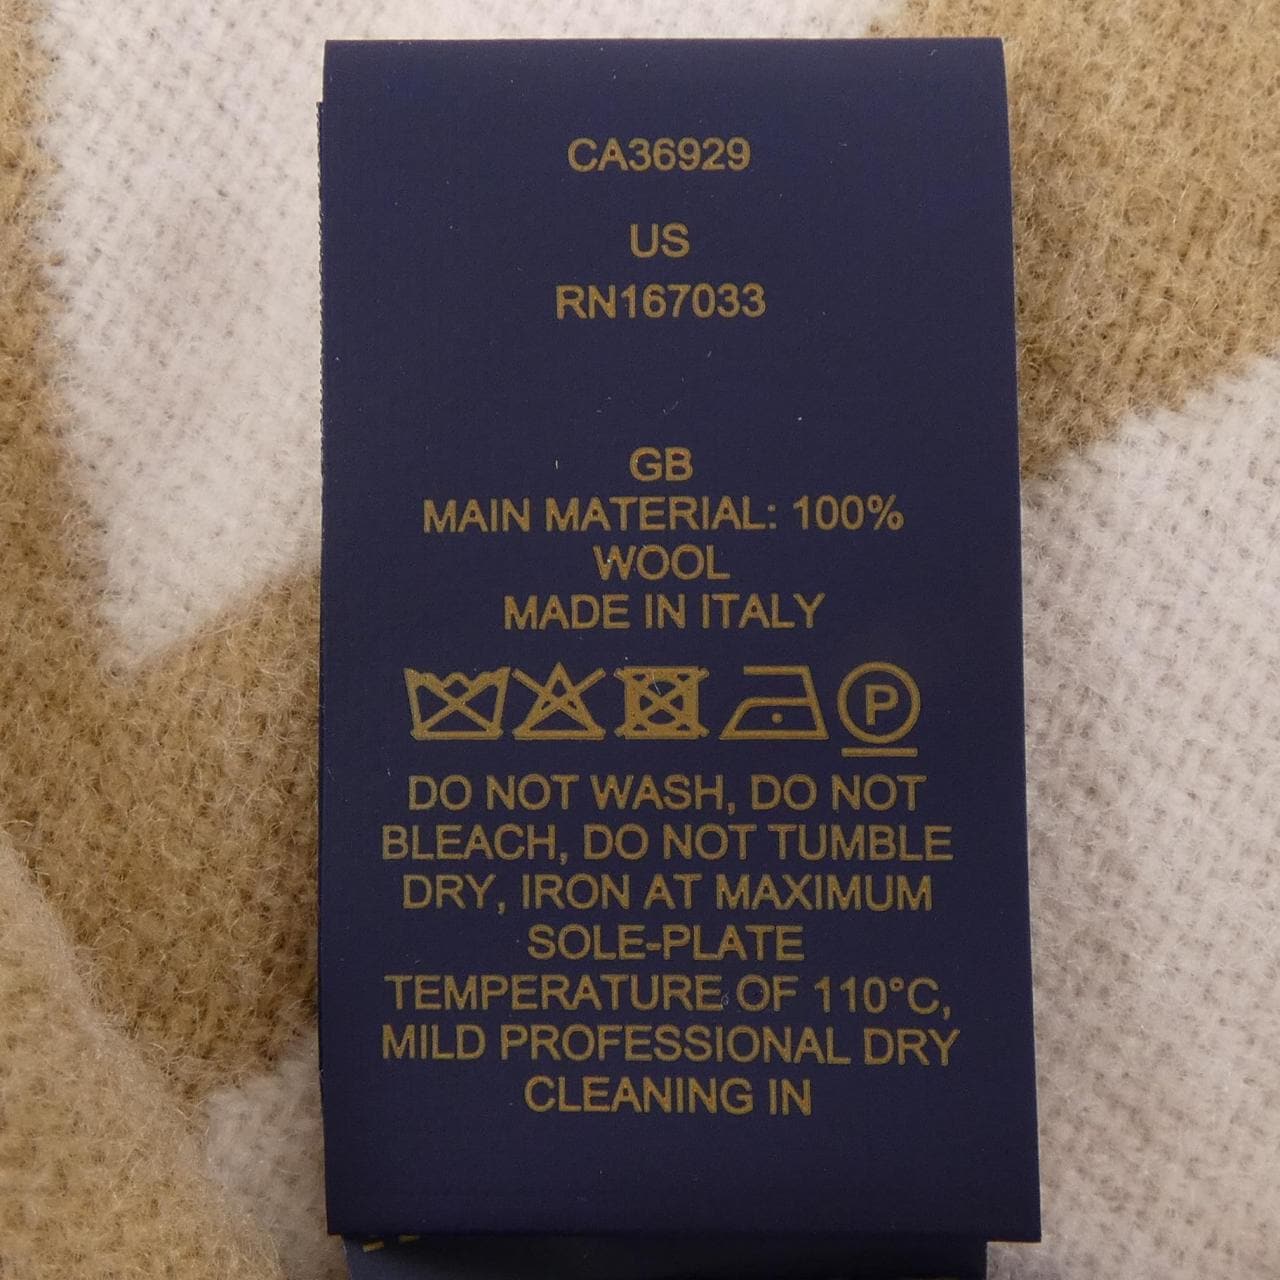 CA36929
US
RN167033
GB
MAIN MATERIAL: 100%
WOOL
MADE IN ITALY
P
DO NOT WASH, DO NOT
BLEACH, DO NOT TUMBLE
DRY, IRON AT MAXIMUM
SOLE-PLATE
TEMPERATURE OF 110°C,
MILD PROFESSIONAL DRY
CLEANING IN